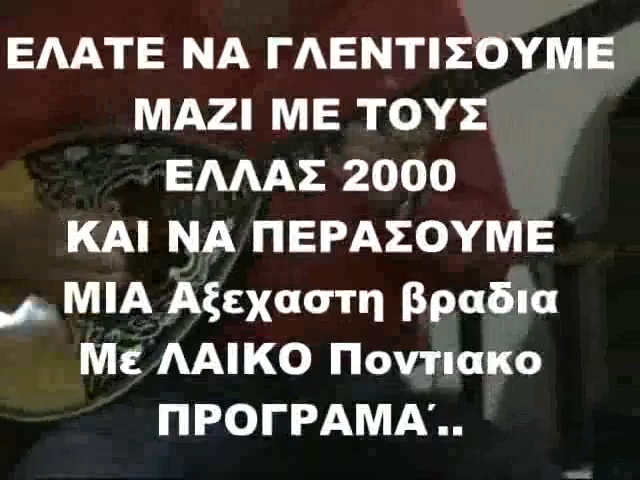 ΕΛΑΤΕ ΝΑ ΓΛΕΝΤΙΣΟΥΜΕ
ΜΑΖΙ ΜΕ ΤΟΥΣ
ΕΛΛΑΣ 2000
ΚΑΙ ΝΑ ΠΕΡΑΣΟΥΜΕ
ΜΙΑ Αξεχαστη βραδια
Με ΛΑΙΚΟ Ποντιακο
ΠΡΟΓΡΑΜΑ΄..